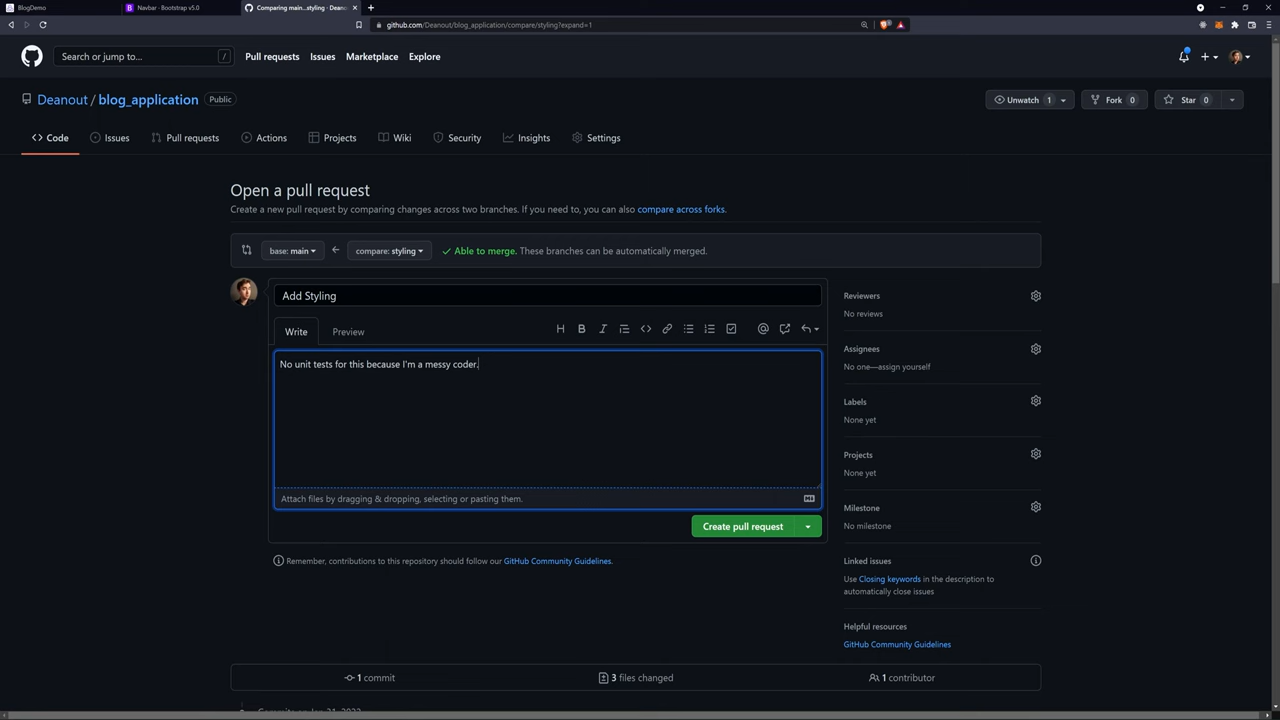 BlogDemo
Navbar · Bootstrap v5.0
Comparing main...styling · Deano
github.com/Deanout/blog_application/compare/styling?expand=1
Search or jump to...
/
Pull requests
Issues
Marketplace
Explore
Deanout / blog_application
Public
Unwatch 1
Fork 0
Star 0
Code
Issues
Pull requests
Actions
Projects
Wiki
Security
Insights
Settings
Open a pull request
Create a new pull request by comparing changes across two branches. If you need to, you can also compare across forks.
base: main
compare: styling
Able to merge. These branches can be automatically merged.
Add Styling
Write
Preview
No unit tests for this because I'm a messy coder.
Attach files by dragging & dropping, selecting or pasting them.
Create pull request
Remember, contributions to this repository should follow our GitHub Community Guidelines.
Reviewers
No reviews
Assignees
No one—assign yourself
Labels
None yet
Projects
None yet
Milestone
No milestone
Linked issues
Use Closing keywords in the description to
automatically close issues
Helpful resources
GitHub Community Guidelines
1 commit
3 files changed
1 contributor